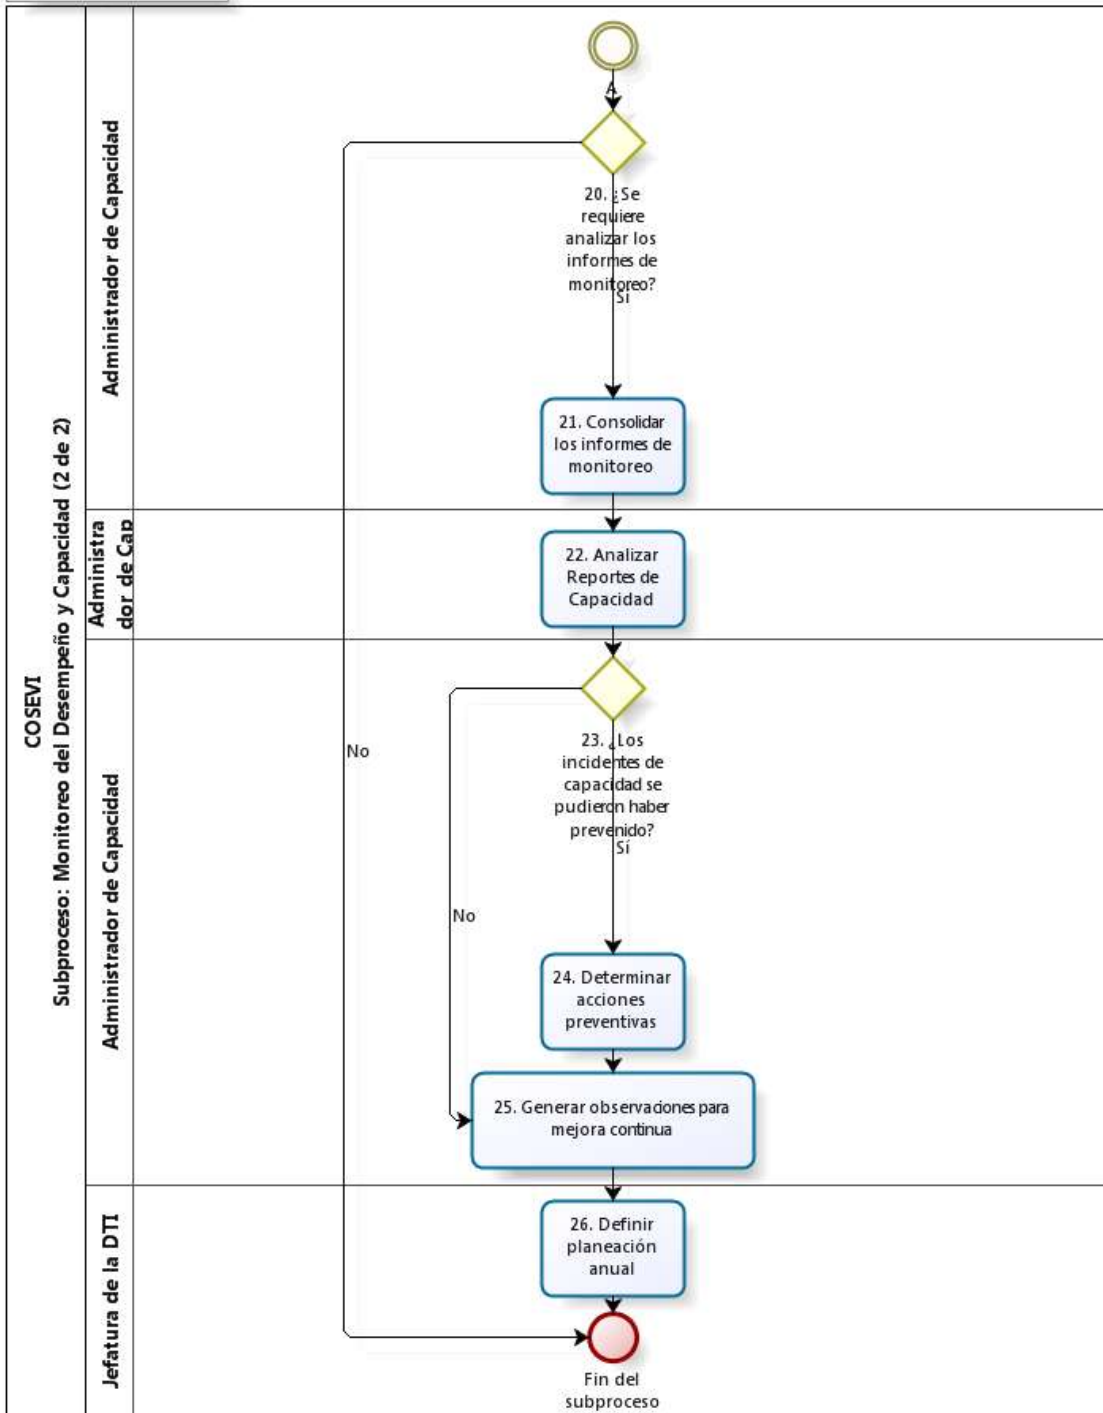 COSEVI
Subproceso: Monitoreo del Desempeño y Capacidad (2 de 2)
Administrador de Capacidad
A
20. ¿Se
requiere
analizar los
informes de
monitoreo?
Sí
21. Consolidar
los informes de
monitoreo
Administra
dor de Cap
22. Analizar
Reportes de
Capacidad
Administrador de Capacidad
No
23. ¿Los
incidentes de
capacidad se
pudieron haber
prevenido?
Sí
No
24. Determinar
acciones
preventivas
25. Generar observaciones para
mejora continua
Jefatura de la DTI
26. Definir
planeación
anual
Fin del
subproceso